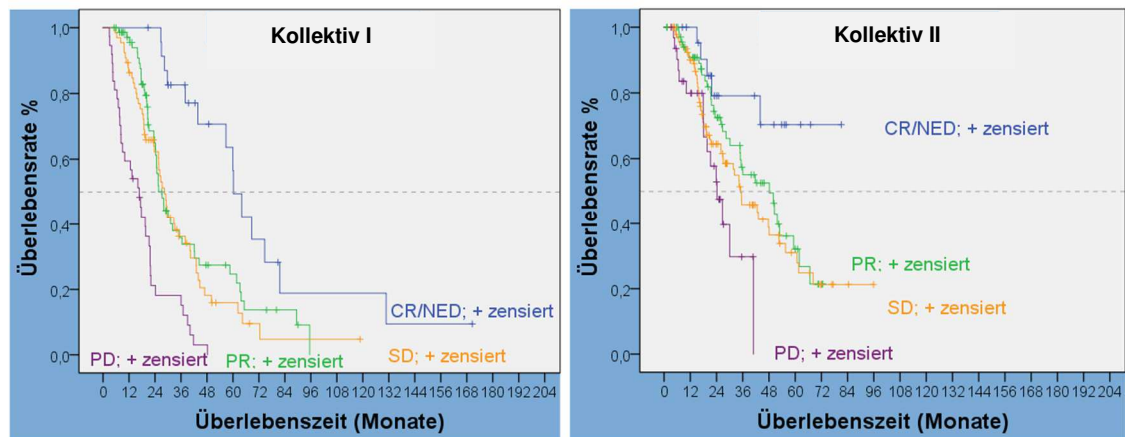 Kollektiv I
Überlebensrate %
1,0
0,8
0,6
0,4
0,2
0,0
CR/NED; + zensiert
PD; + zensiert
PR; + zensiert
SD; + zensiert
0 12 24 36 48 60 72 84 96 108 120 132 144 156 168 180 192 204
Überlebenszeit (Monate)
Kollektiv II
Überlebensrate %
1,0
0,8
0,6
0,4
0,2
0,0
CR/NED; + zensiert
PR; + zensiert
SD; + zensiert
PD; + zensiert
0 12 24 36 48 60 72 84 96 108 120 132 144 156 168 180 192 204
Überlebenszeit (Monate)